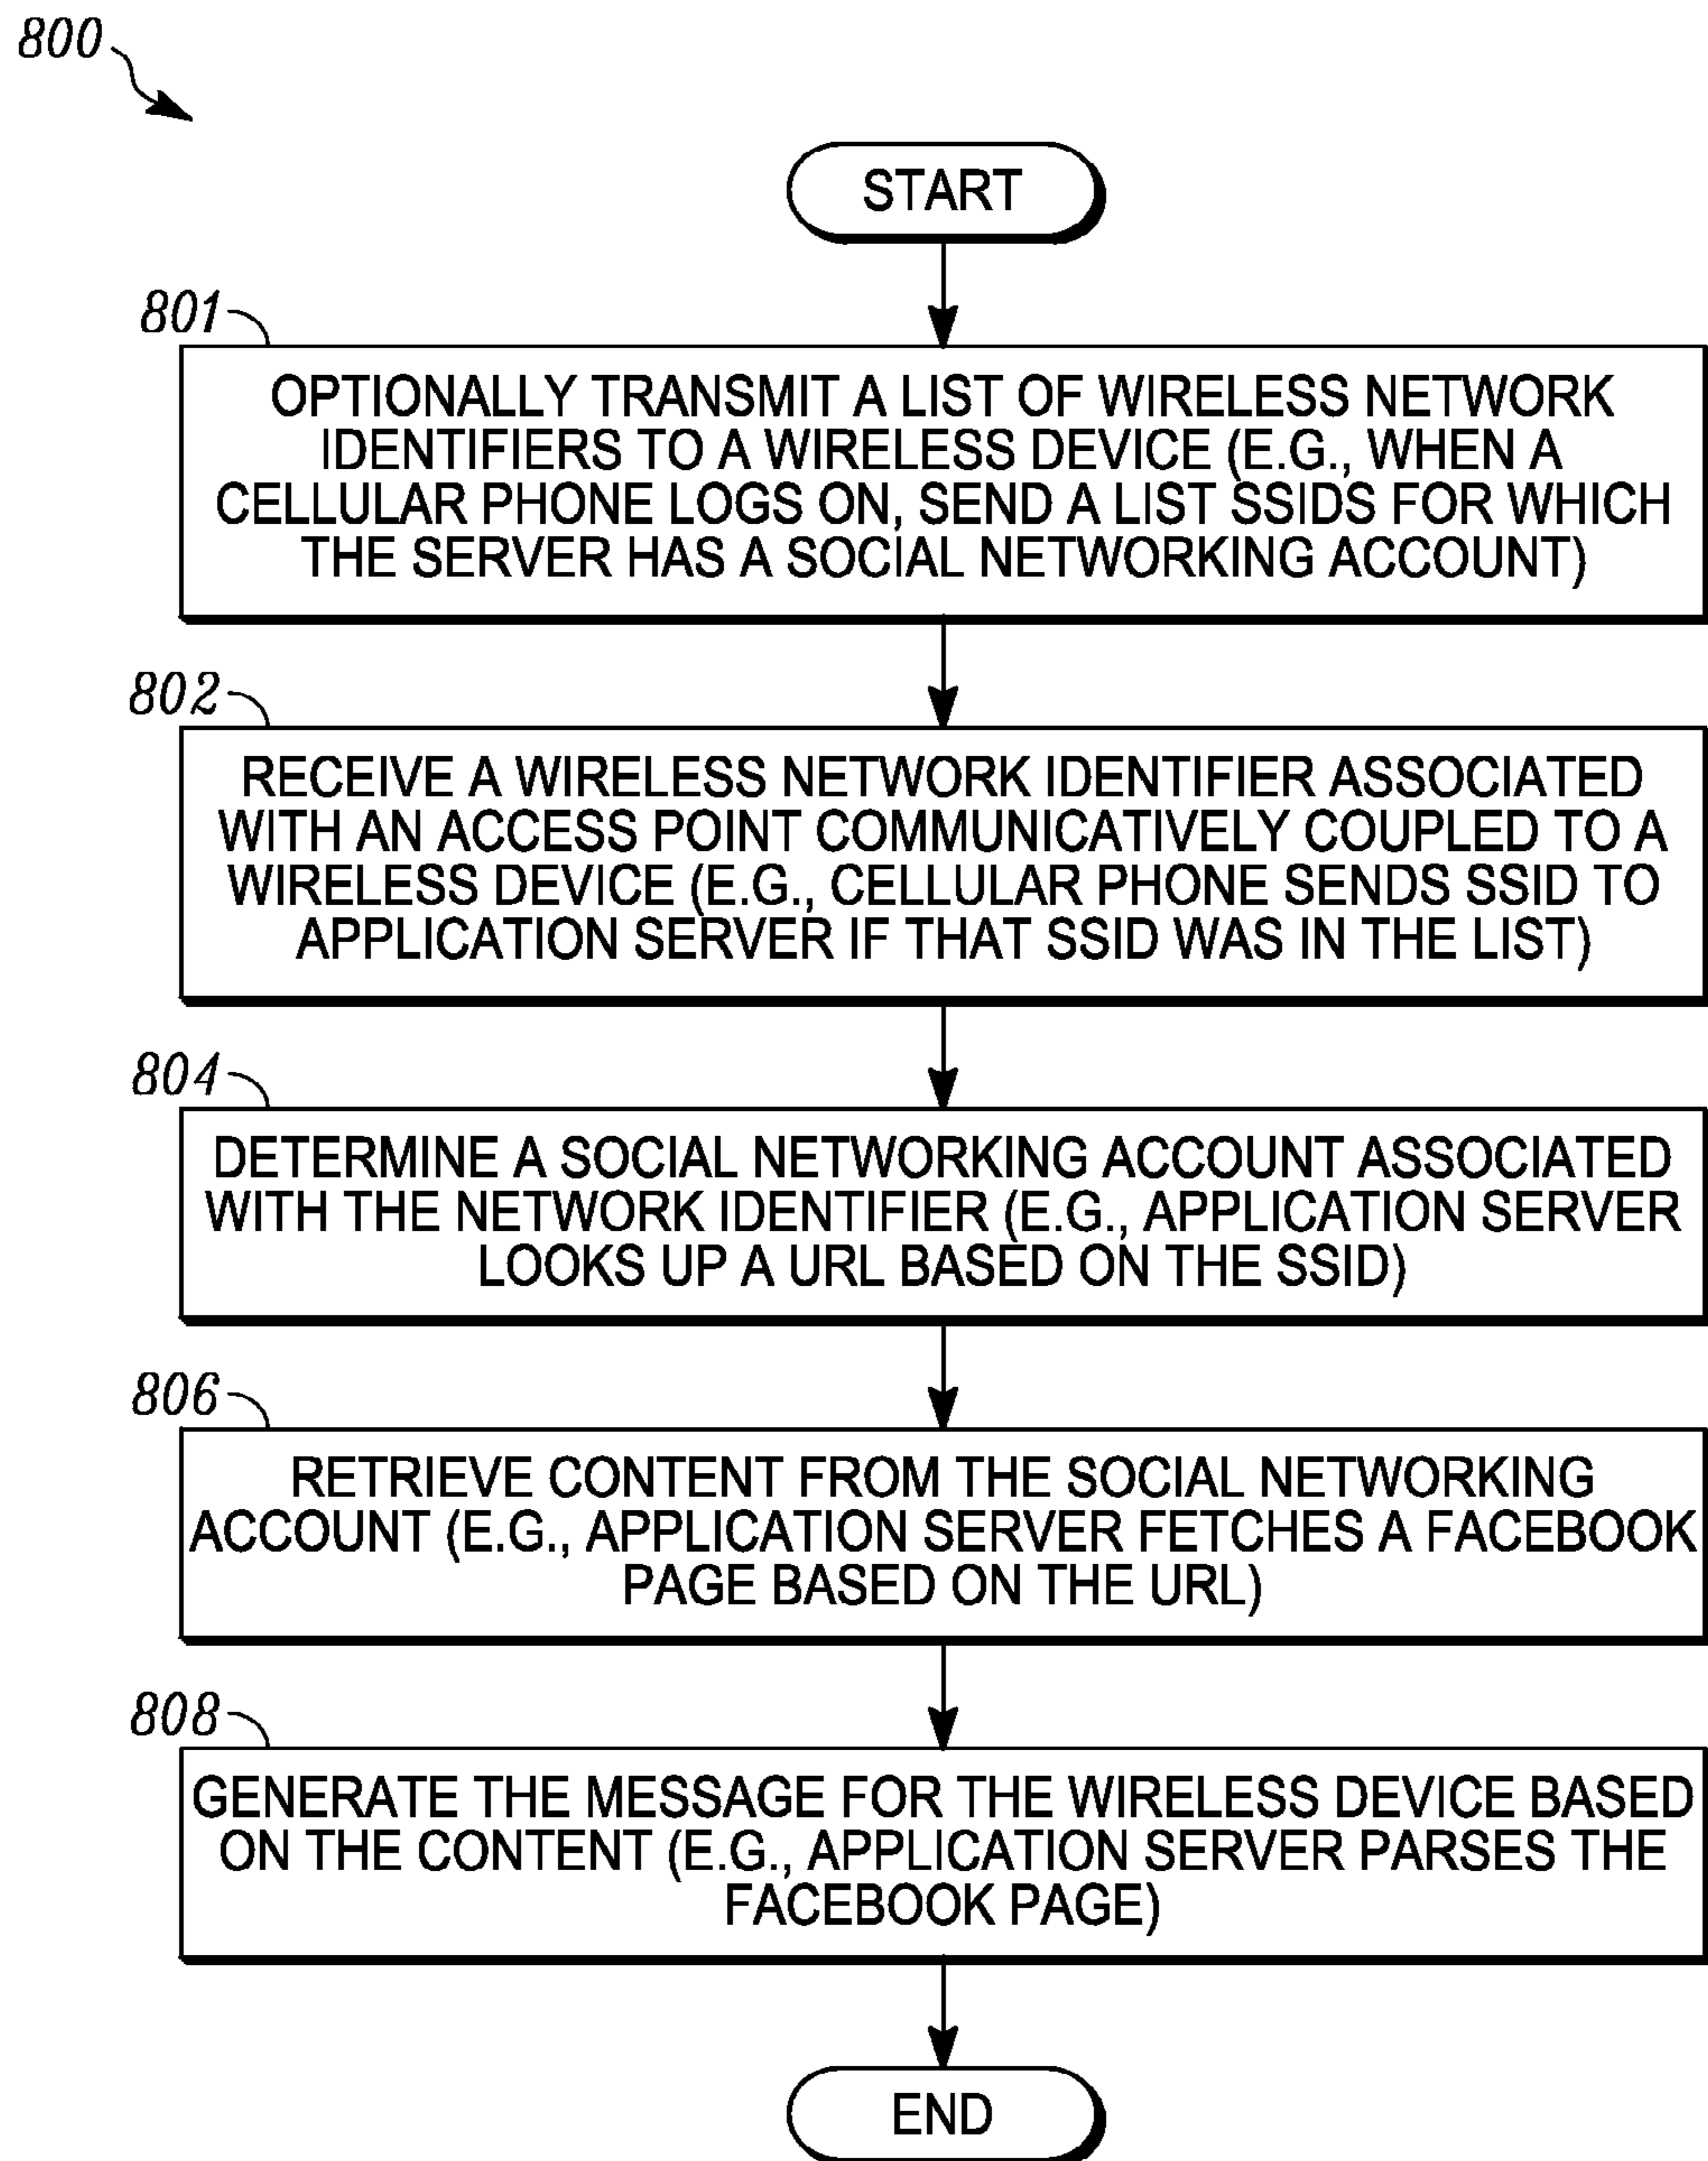 800
START
801
OPTIONALLY TRANSMIT A LIST OF WIRELESS NETWORK
IDENTIFIERS TO A WIRELESS DEVICE (E.G., WHEN A
CELLULAR PHONE LOGS ON, SEND A LIST SSIDS FOR WHICH
THE SERVER HAS A SOCIAL NETWORKING ACCOUNT)
802
RECEIVE A WIRELESS NETWORK IDENTIFIER ASSOCIATED
WITH AN ACCESS POINT COMMUNICATIVELY COUPLED TO A
WIRELESS DEVICE (E.G., CELLULAR PHONE SENDS SSID TO
APPLICATION SERVER IF THAT SSID WAS IN THE LIST)
804
DETERMINE A SOCIAL NETWORKING ACCOUNT ASSOCIATED
WITH THE NETWORK IDENTIFIER (E.G., APPLICATION SERVER
LOOKS UP A URL BASED ON THE SSID)
806
RETRIEVE CONTENT FROM THE SOCIAL NETWORKING
ACCOUNT (E.G., APPLICATION SERVER FETCHES A FACEBOOK
PAGE BASED ON THE URL)
808
GENERATE THE MESSAGE FOR THE WIRELESS DEVICE BASED
ON THE CONTENT (E.G., APPLICATION SERVER PARSES THE
FACEBOOK PAGE)
END